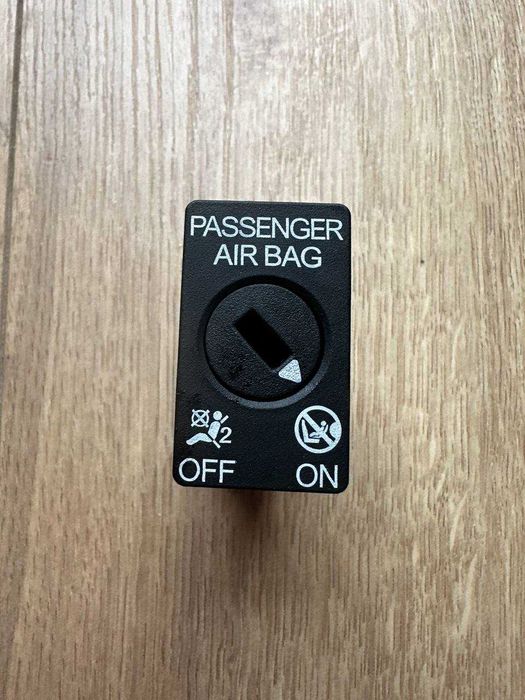 PASSENGER
AIR BAG
2
OFF ON